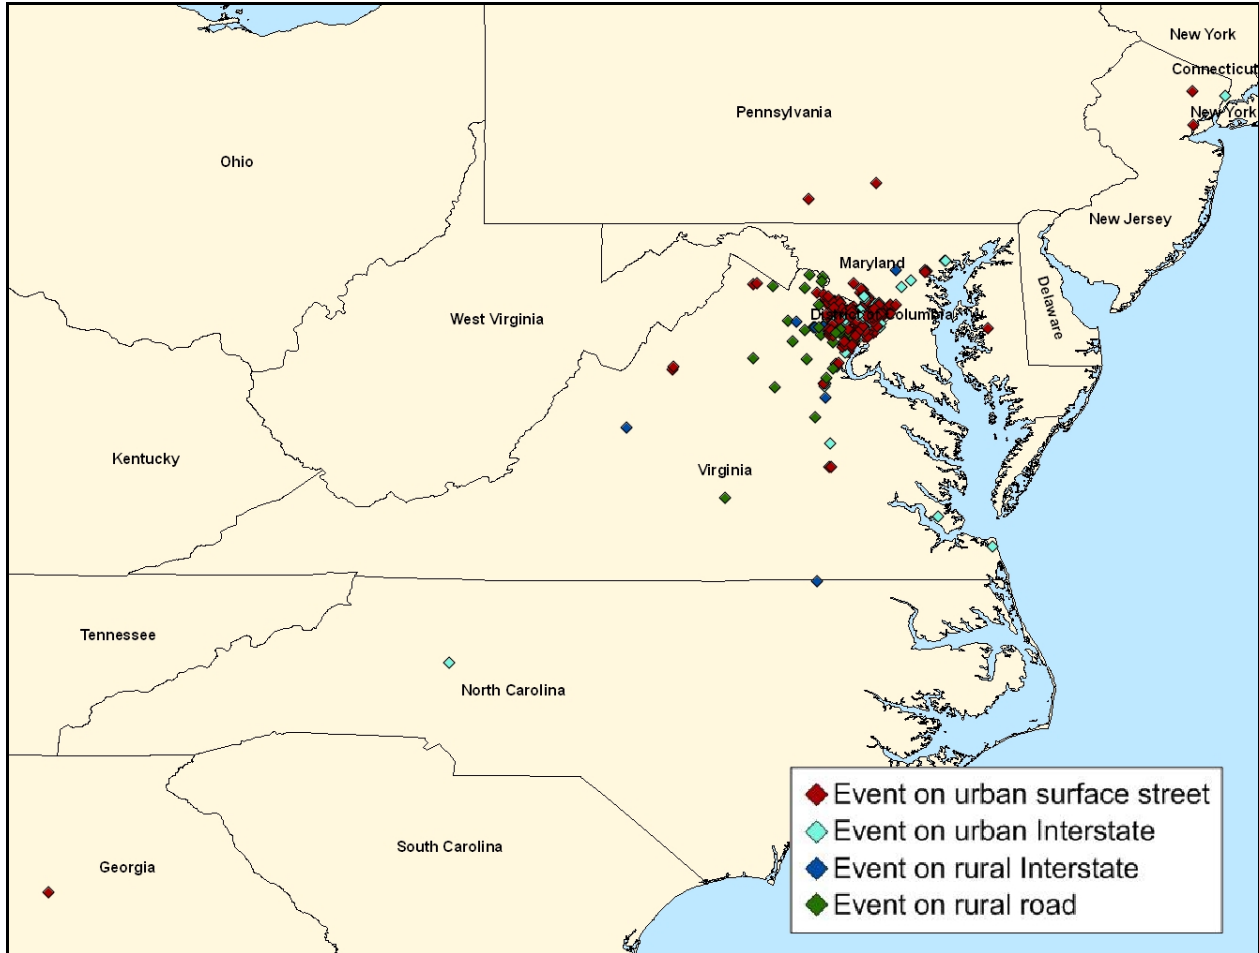 New York
Connecticut
Pennsylvania
New York
Ohio
New Jersey
Maryland
Delaware
District of Columbia
West Virginia
Kentucky
Virginia
Tennessee
North Carolina
South Carolina
Georgia
Event on urban surface street
Event on urban Interstate
Event on rural Interstate
Event on rural road